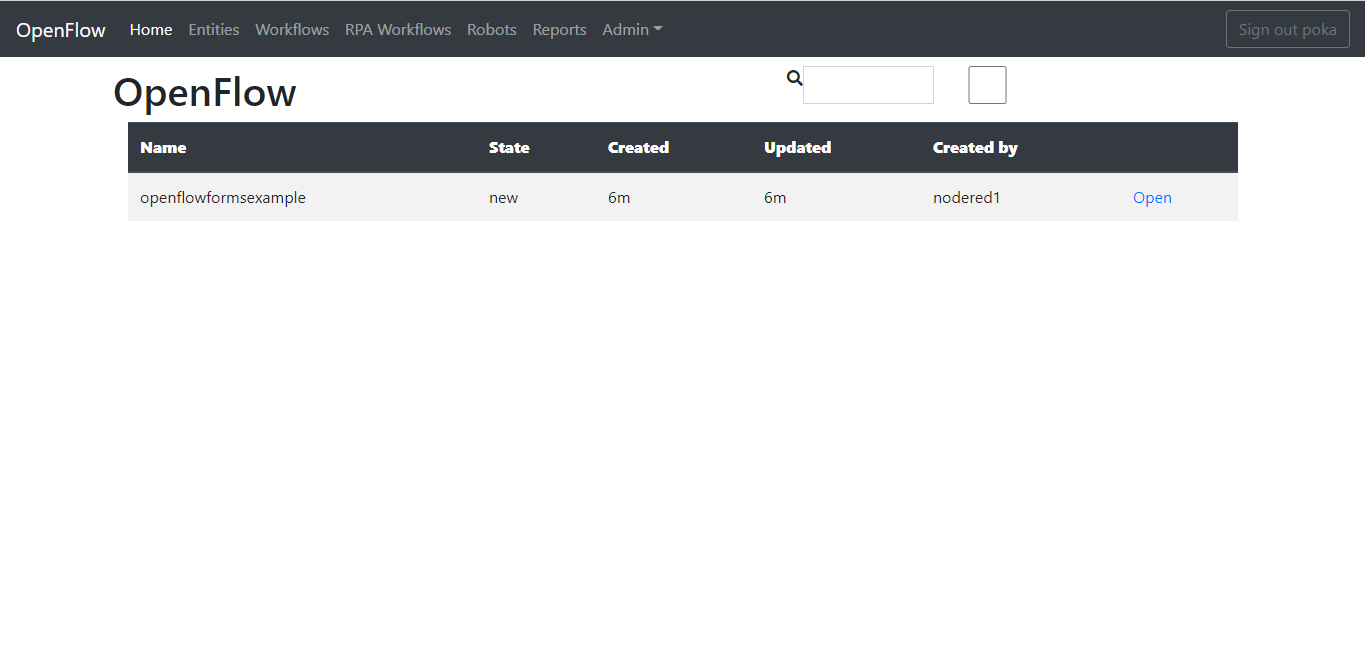 OpenFlow Home Entities Workflows RPA Workflows Robots Reports Admin Sign out poka
OpenFlow
Name State Created Updated Created by
openflowformsexample new 6m 6m nodered1 Open